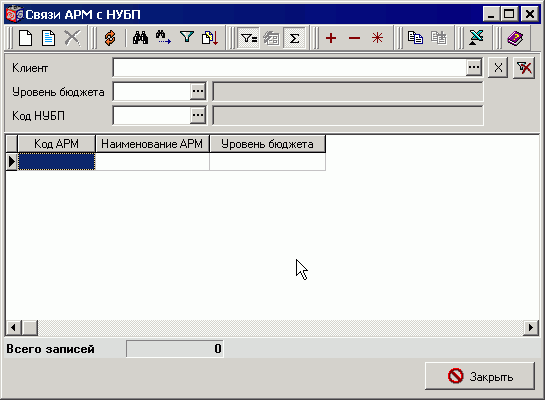 Связи АРМ с НУБП
Клиент
Уровень бюджета
Код НУБП
Код АРМ Наименование АРМ Уровень бюджета
Всего записей 0
Закрыть